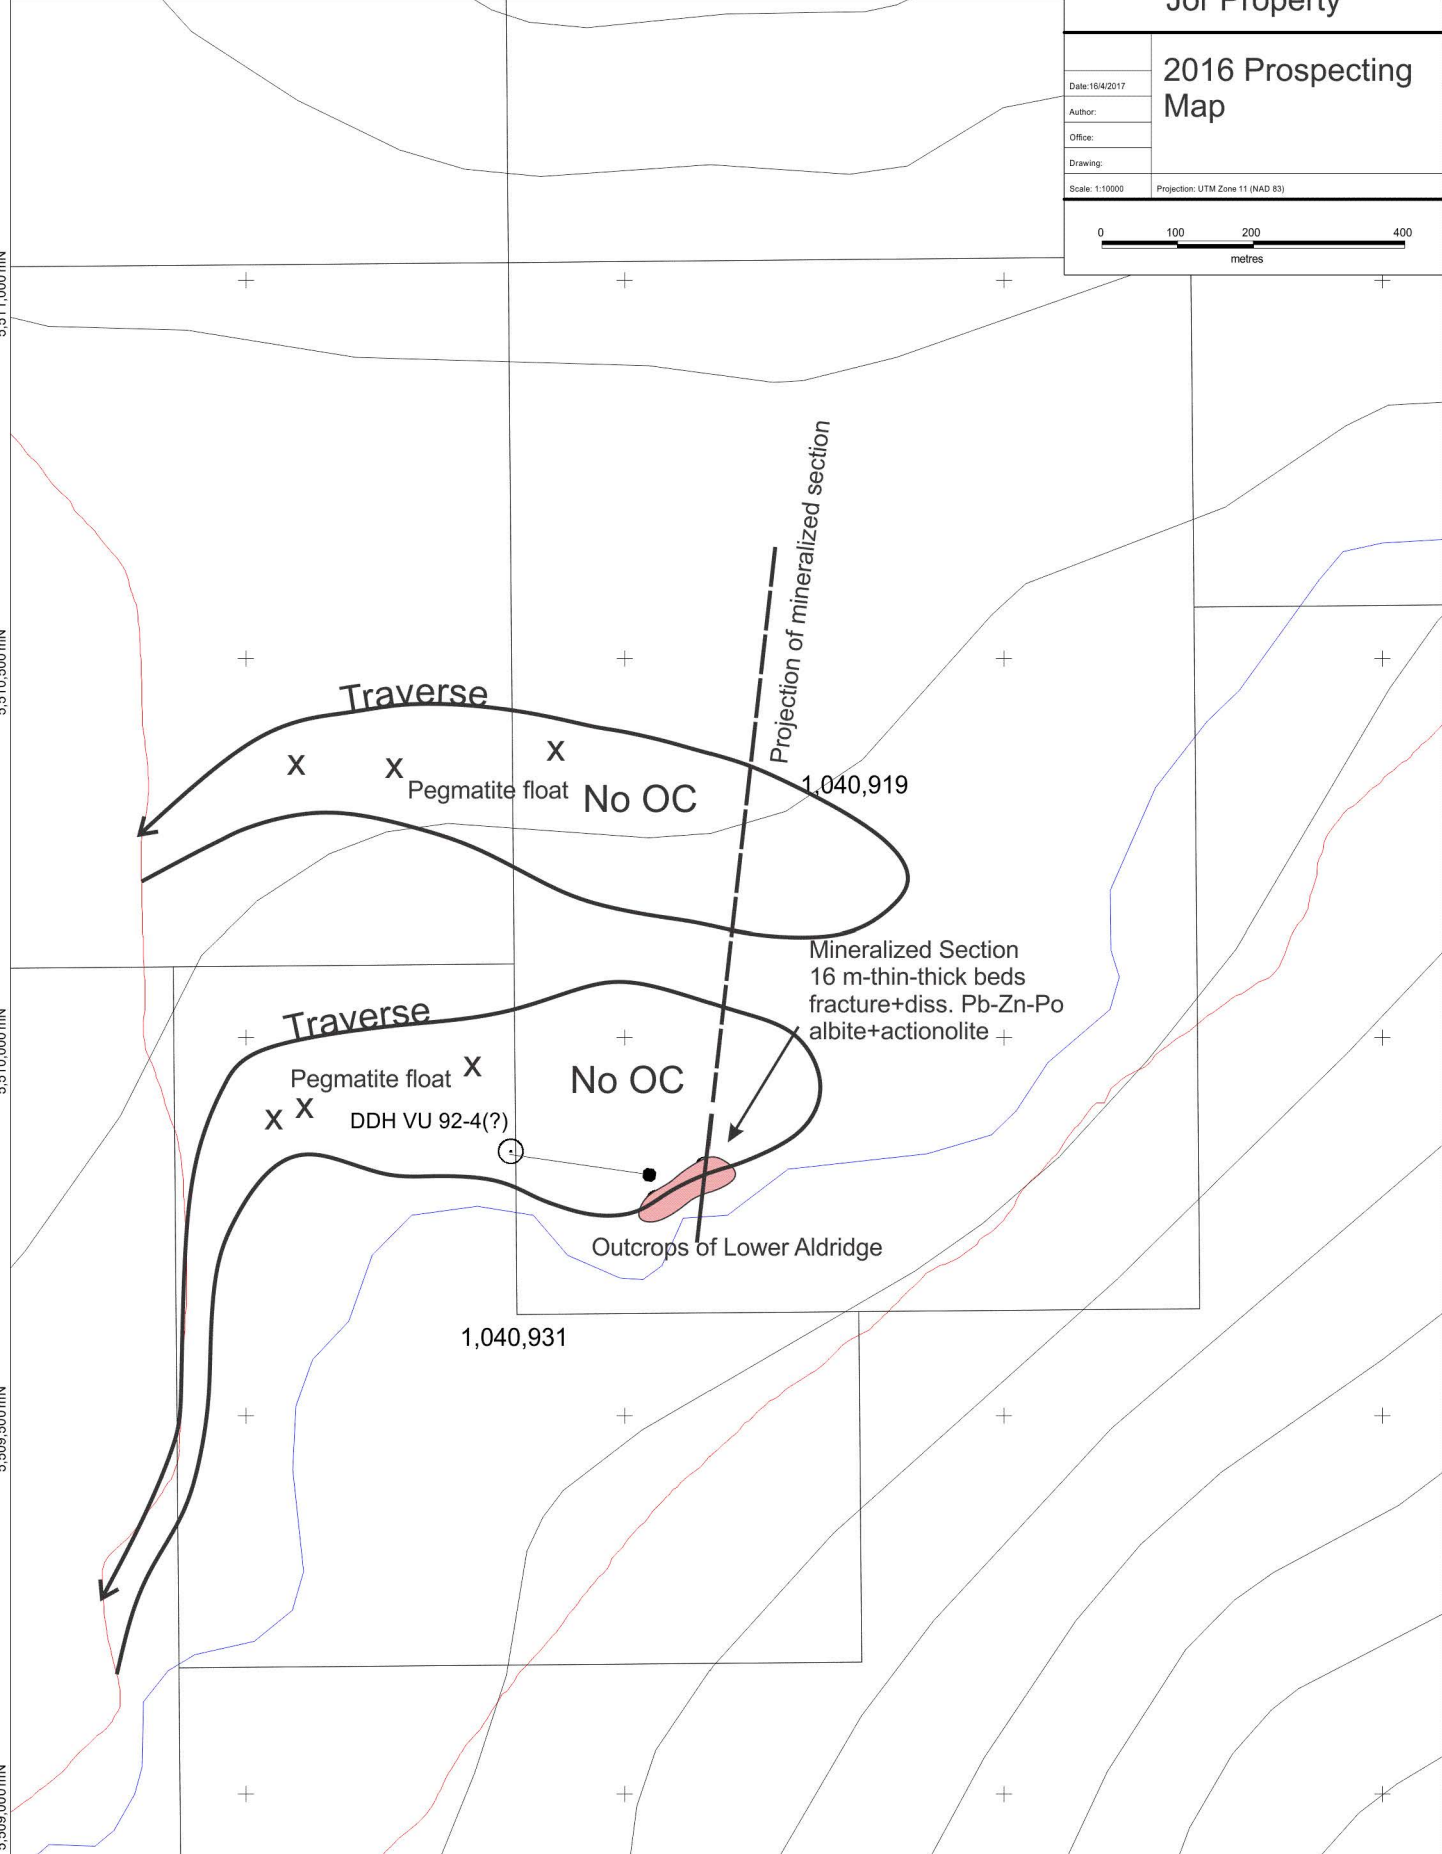 Jor Property
2016 Prospecting
Map
Date:16/4/2017
Author:
Office:
Drawing:
Scale: 1:10000
Projection: UTM Zone 11 (NAD 83)
0 100 200 400
metres
Projection of mineralized section
Traverse
X X X
Pegmatite float
No OC
1,040,919
Mineralized Section
16 m-thin-thick beds
fracture+diss. Pb-Zn-Po
albite+actionolite
Traverse
X
Pegmatite float
No OC
X X
DDH VU 92-4(?)
Outcrops of Lower Aldridge
1,040,931